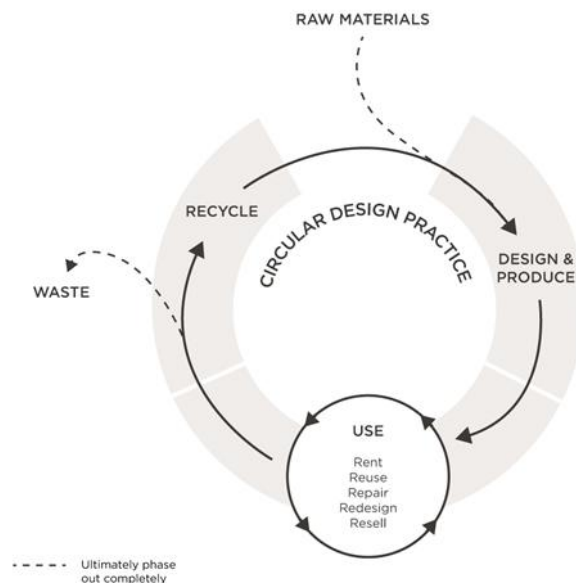 RAW MATERIALS
RECYCLE
CIRCULAR DESIGN PRACTICE
DESIGN &
PRODUCE
WASTE
USE
Rent
Reuse
Repair
Redesign
Resell
Ultimately phase
out completely